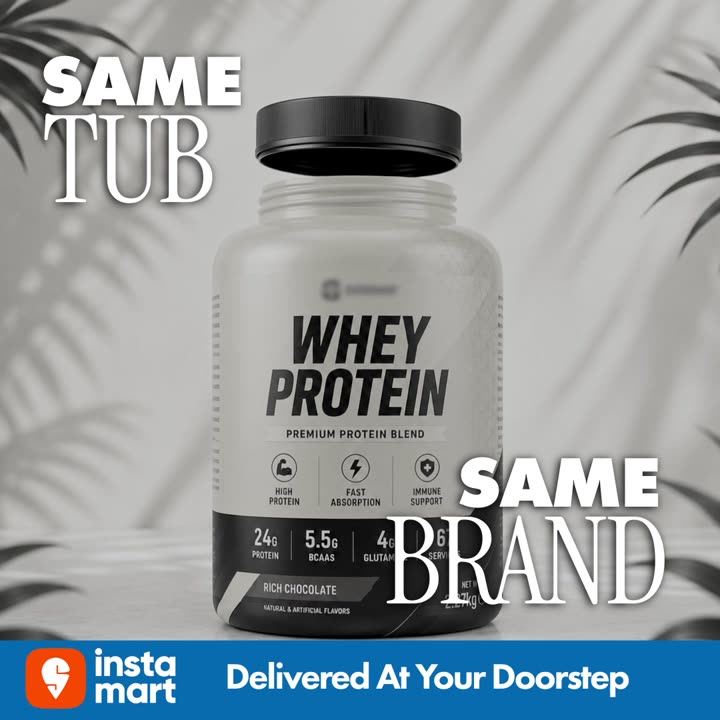 SAME
TUB
WHEY
PROTEIN
PREMIUM PROTEIN BLEND
HIGH
PROTEIN
FAST
ABSORPTION
IMMUNE
SUPPORT
24G
PROTEIN
5.5G
BCAAS
4G
RICH CHOCOLATE
NATURAL & ARTIFICIAL FLAVORS
SAME
BRAND
insta
mart
Delivered At Your Doorstep